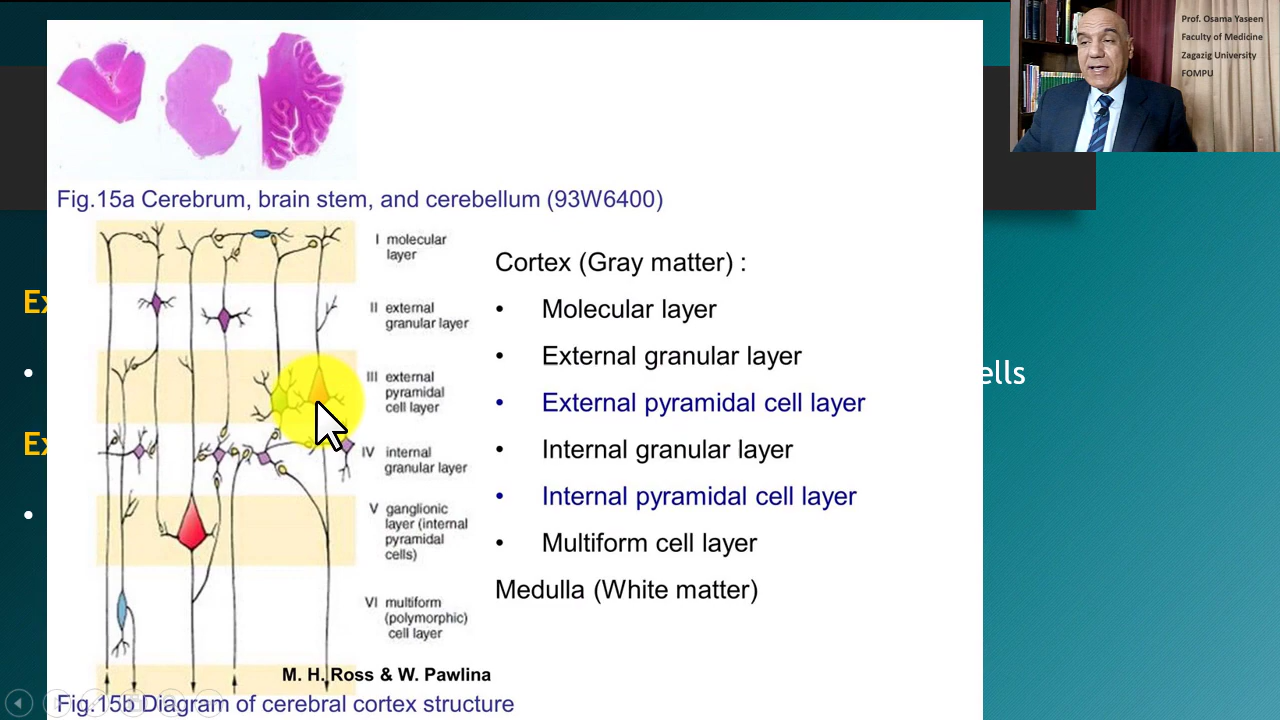 Prof. Osama Yaseen
Faculty of Medicine
Zagazig University
FOMPU
Fig.15a Cerebrum, brain stem, and cerebellum (93W6400)
I molecular
layer
II external
granular layer
III external
pyramidal
cell layer
IV internal
granular layer
V ganglionic
layer (internal
pyramidal
cells)
VI multiform
(polymorphic)
cell layer
M. H. Ross & W. Pawlina
Fig.15b Diagram of cerebral cortex structure
Cortex (Gray matter) :
• Molecular layer
• External granular layer
• External pyramidal cell layer
• Internal granular layer
• Internal pyramidal cell layer
• Multiform cell layer
Medulla (White matter)